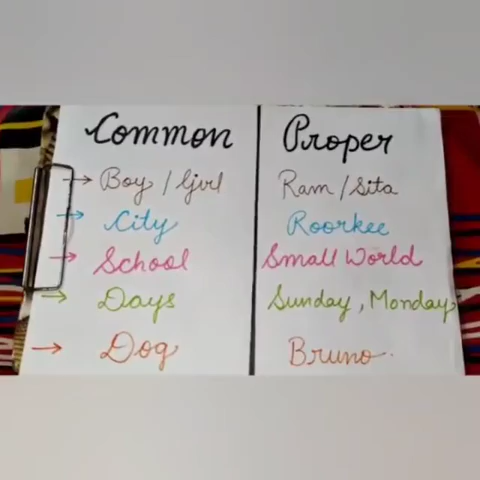 Common Proper
→ Boy / Girl Ram / Sita
→ City Roorkee
→ School Small World
→ Days Sunday, Monday
→ Dog Bruno.